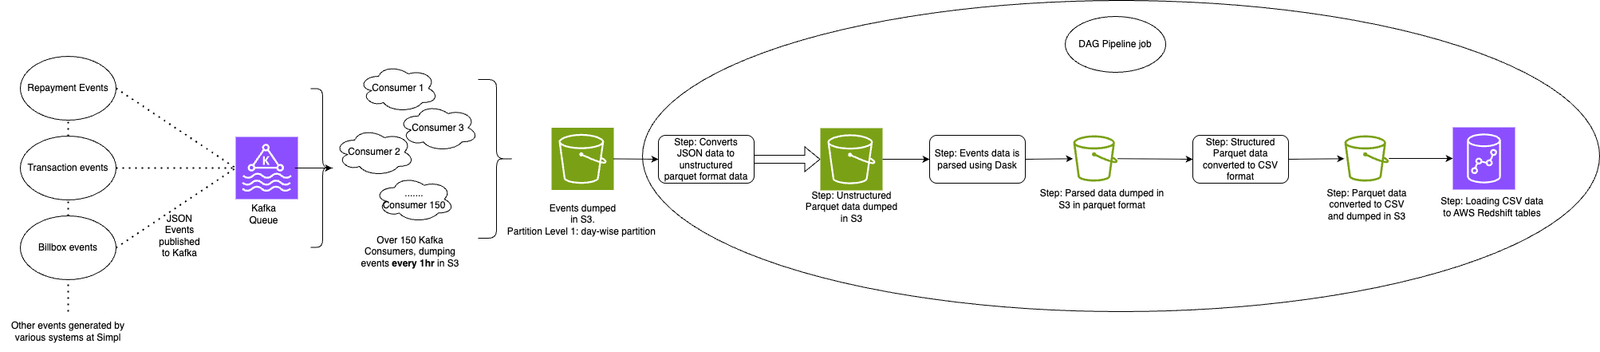 DAG Pipeline job
Repayment Events
Transaction events
Billbox events
Other events generated by
various systems at Simpl
JSON
Events
published
to Kafka
K
Kafka
Queue
Consumer 1
Consumer 3
Consumer 2
.......
Consumer 150
Over 150 Kafka
Consumers, dumping
events every 1hr in S3
Events dumped
in S3.
Partition Level 1: day-wise partition
Step: Converts
JSON data to
unstructured
parquet format data
Step: Unstructured
Parquet data dumped
in S3
Step: Events data is
parsed using Dask
Step: Parsed data dumped in
S3 in parquet format
Step: Structured
Parquet data
converted to CSV
format
Step: Parquet data
converted to CSV
and dumped in S3
Step: Loading CSV data
to AWS Redshift tables